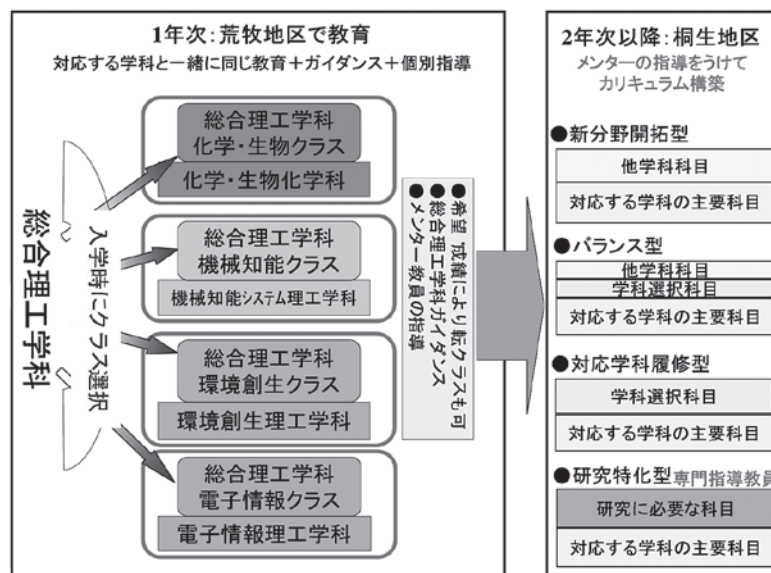 1年次：荒牧地区で教育
対応する学科と一緒に同じ教育＋ガイダンス＋個別指導
総合理工学科
入学時にクラス選択
総合理工学科
化学・生物クラス
化学・生物化学科
総合理工学科
機械知能クラス
機械知能システム理工学科
総合理工学科
環境創生クラス
環境創生理工学科
総合理工学科
電子情報クラス
電子情報理工学科
●希望 成績により転クラスも可
●総合理工学科ガイダンス
●メンター教員の指導
2年次以降：桐生地区
メンターの指導をうけて
カリキュラム構築
●新分野開拓型
他学科科目
対応する学科の主要科目
●バランス型
他学科科目
学科選択科目
対応する学科の主要科目
●対応学科履修型
学科選択科目
対応する学科の主要科目
●研究特化型 専門指導教員
研究に必要な科目
対応する学科の主要科目